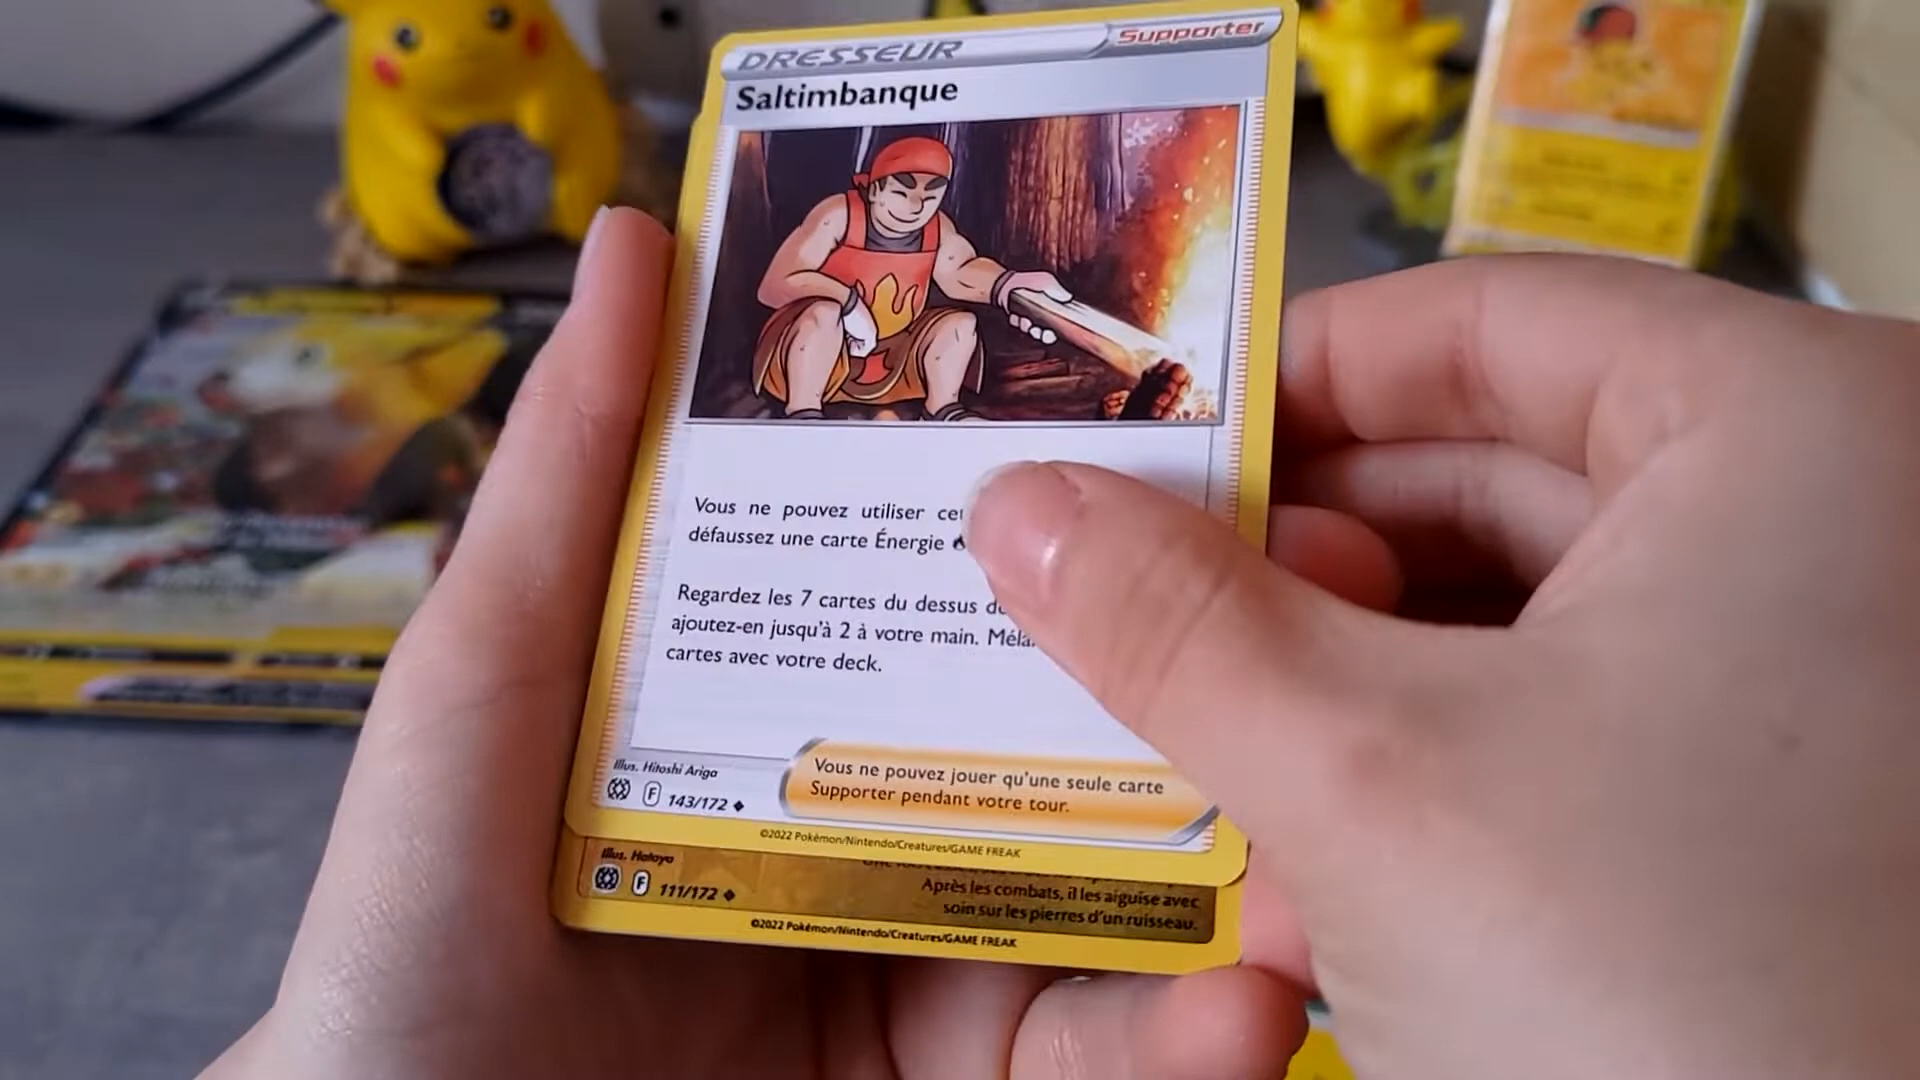 DRESSEUR
Supporter
Saltimbanque
Vous ne pouvez utiliser
défaussez une carte Énergie
Regardez les 7 cartes du dessus
ajoutez-en jusqu'à 2 à votre main.
cartes avec votre deck.
Vous ne pouvez jouer qu'une seule carte
Supporter pendant votre tour.
Illus. Hitoshi Ariga
F 143/172
©2022 Pokémon/Nintendo/Creatures/GAME FREAK
Illus. Hataya
F 111/172
Après les combats, il les aiguise avec
soin sur les pierres d'un ruisseau.
©2022 Pokémon/Nintendo/Creatures/GAME FREAK